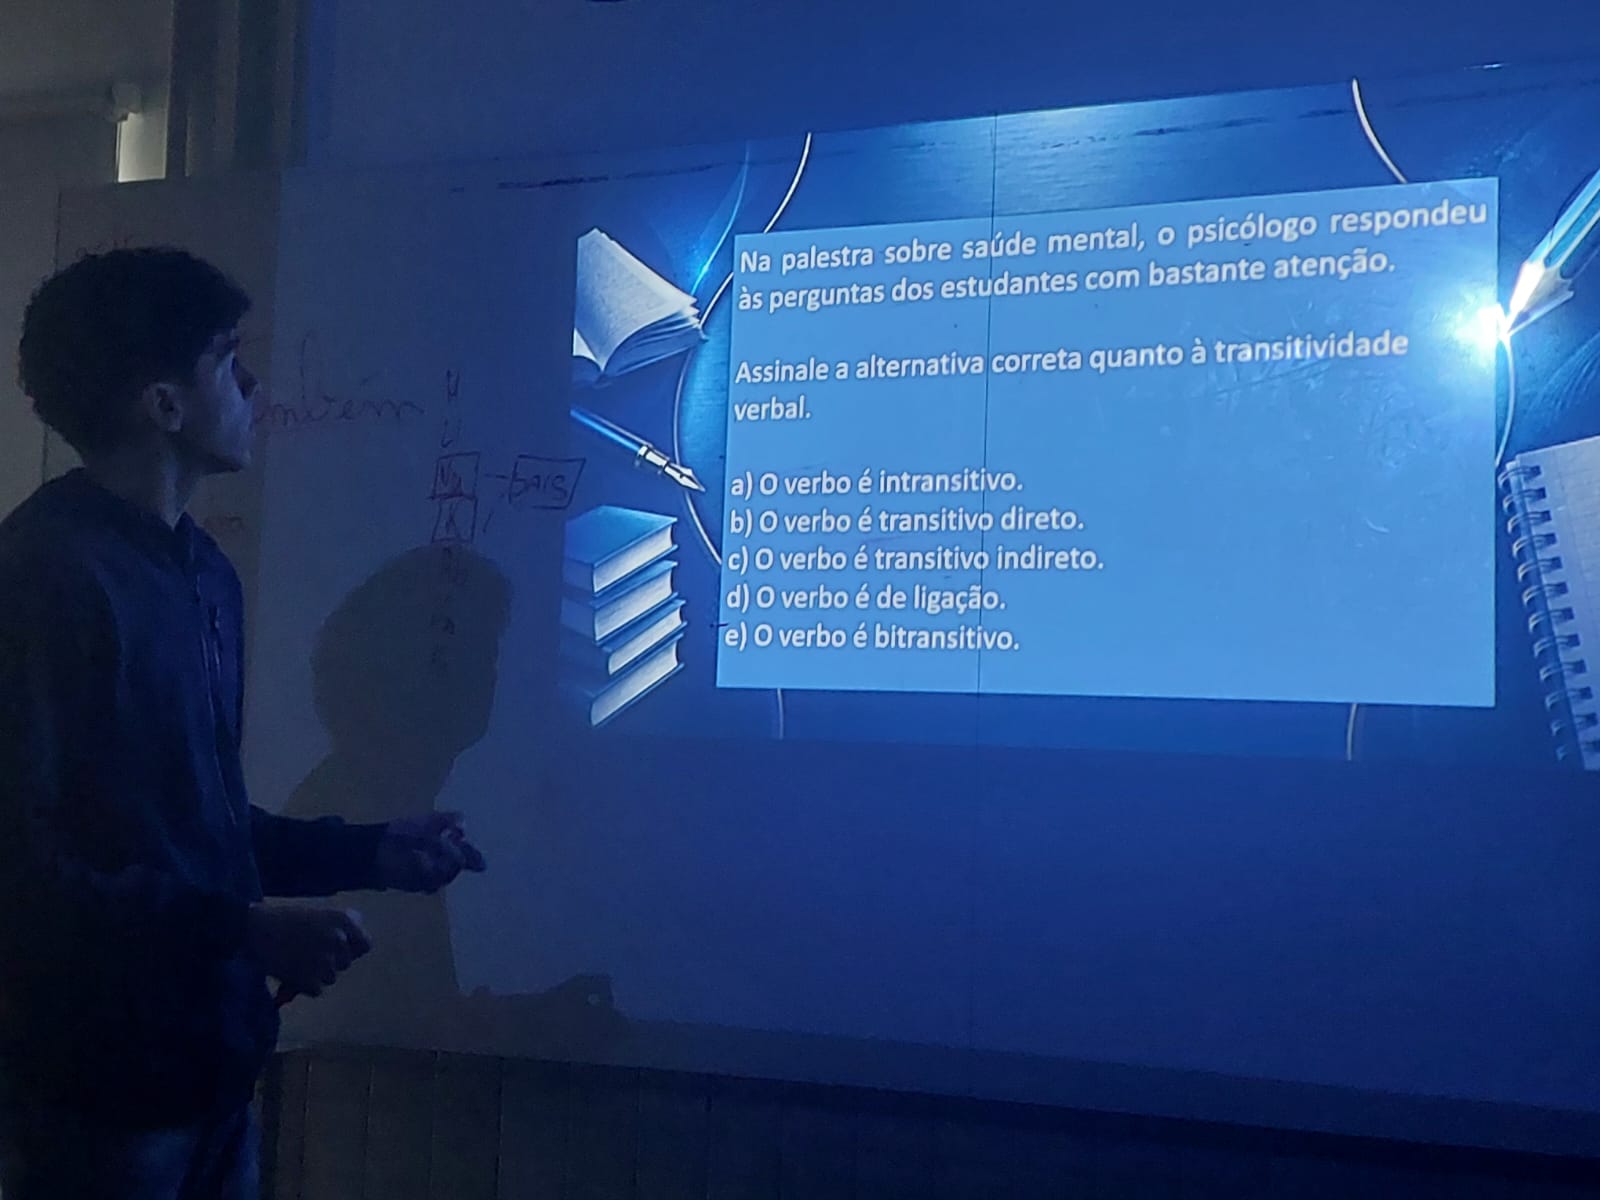 Na palestra sobre saúde mental, o psicólogo respondeu
às perguntas dos estudantes com bastante atenção.
Assinale a alternativa correta quanto à transitividade
verbal.
a) O verbo é intransitivo.
b) O verbo é transitivo direto.
c) O verbo é transitivo indireto.
d) O verbo é de ligação.
e) O verbo é bitransitivo.